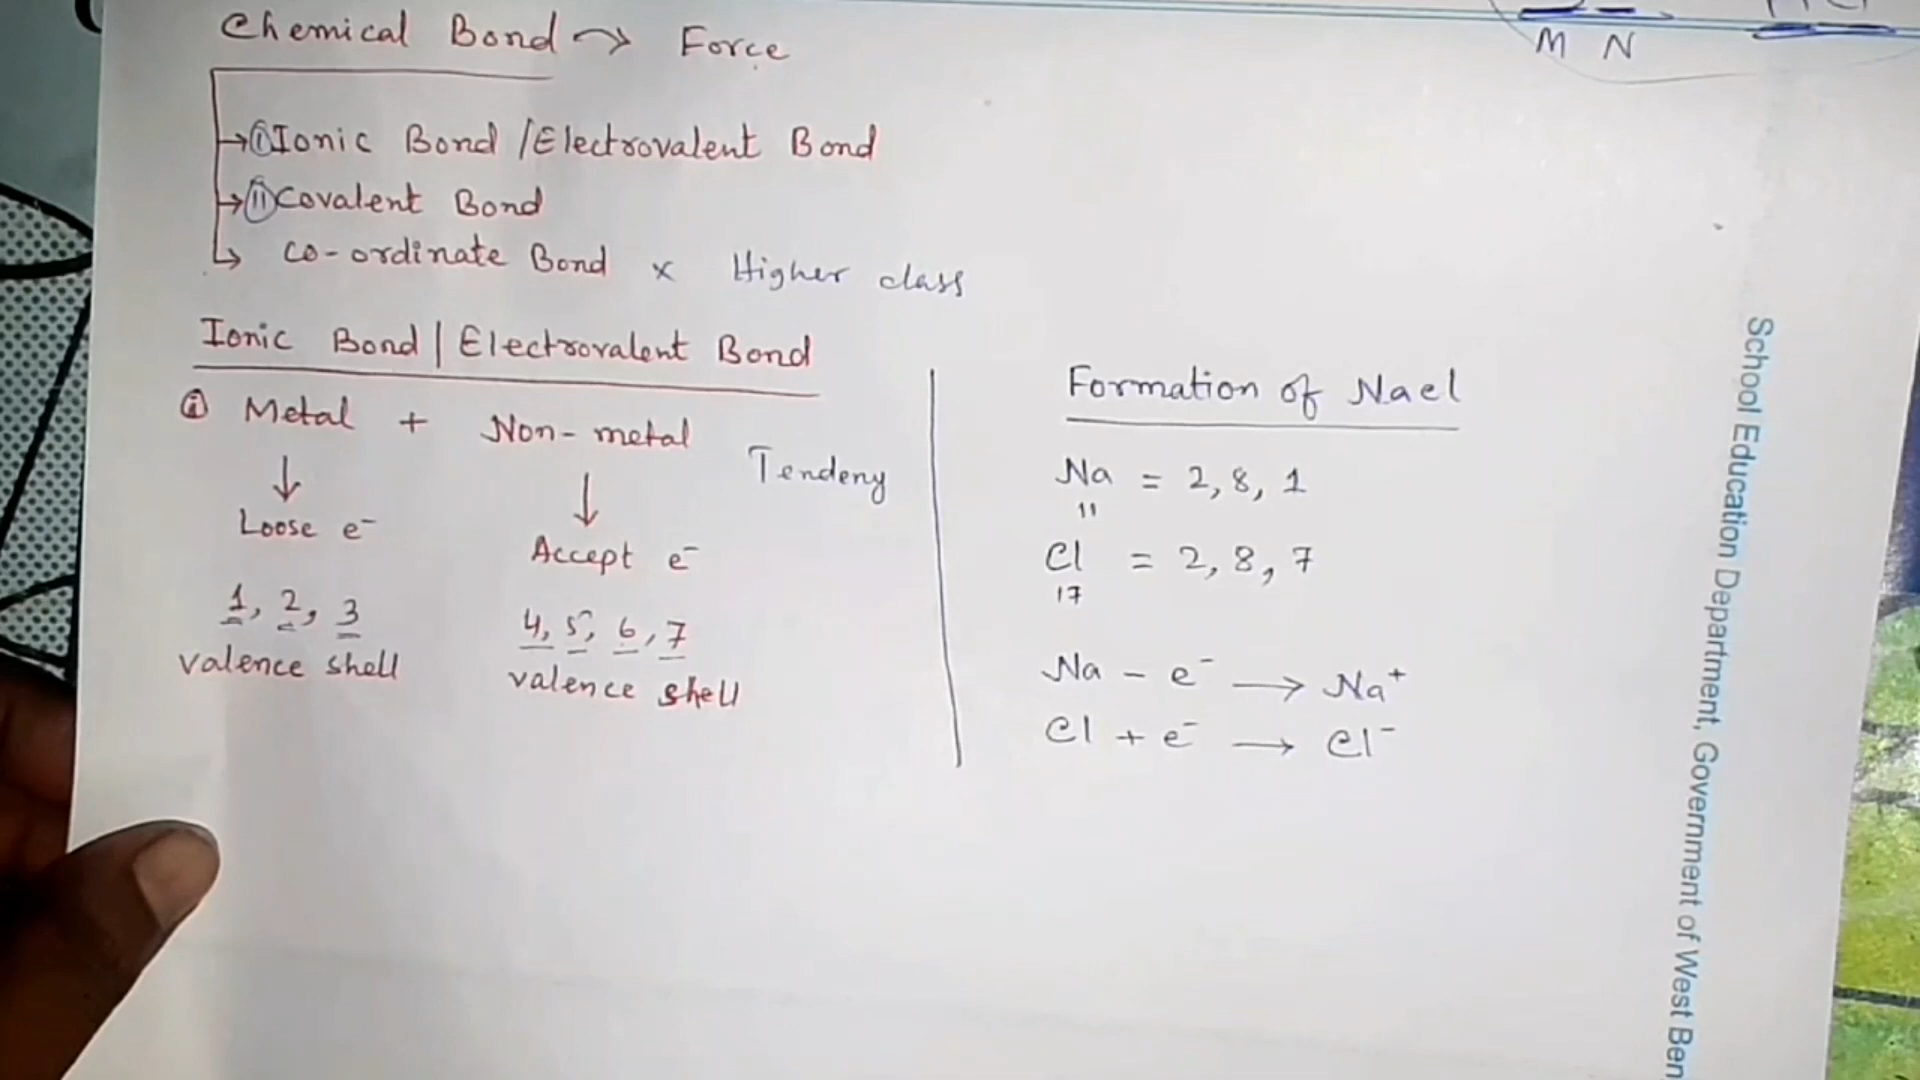 Chemical Bond → Force
→ⓘ Ionic Bond / Electrovalent Bond
→ⓘⓘ Covalent Bond
↳ co-ordinate Bond × Higher class
Ionic Bond | Electrovalent Bond
ⓘ Metal + Non-metal
Tendeny
↓ ↓
Loose e⁻ Accept e⁻
1, 2, 3 4, 5, 6, 7
valence shell valence shell
Formation of Nacl
Na = 2, 8, 1
11
Cl = 2, 8, 7
17
Na - e⁻ → Na⁺
Cl + e⁻ → Cl⁻
M N
School Education Department, Government of West Ben